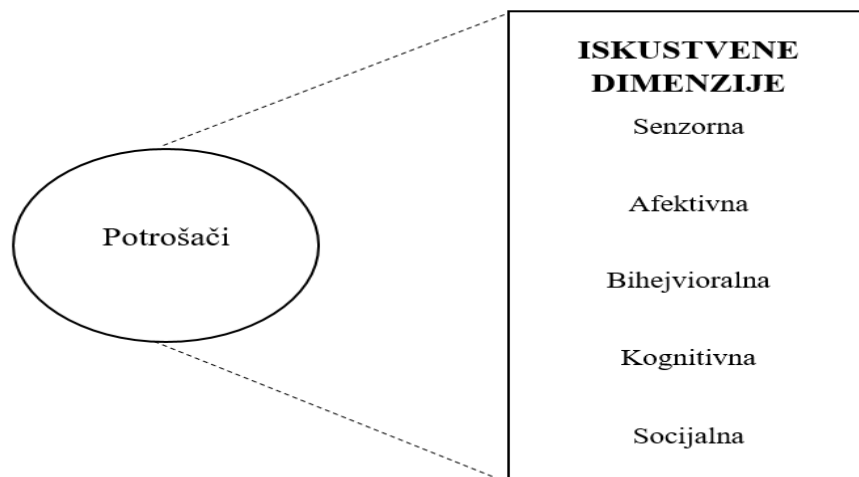 Potrošači
ISKUSTVENE
DIMENZIJE
Senzorna
Afektivna
Bihejvioralna
Kognitivna
Socijalna